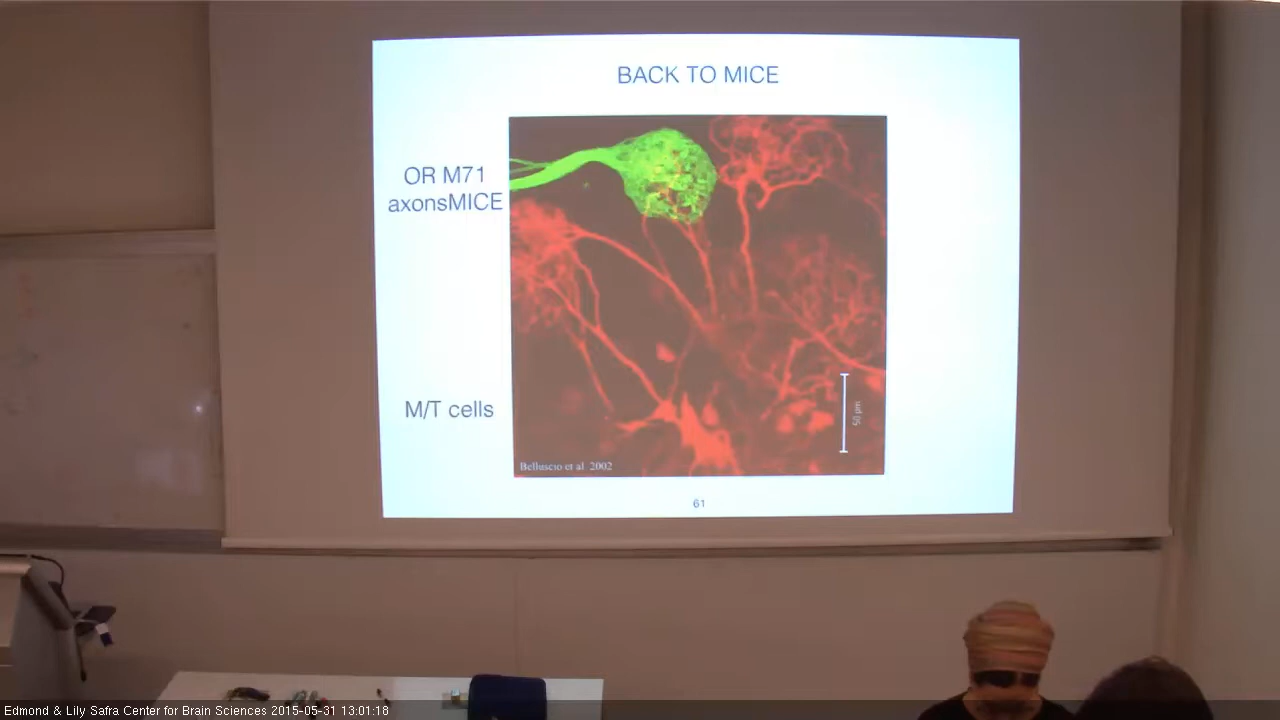 BACK TO MICE
OR M71
axonsMICE
M/T cells
50 µm
Belluscio et al 2002
61
Edmond & Lily Safra Center for Brain Sciences 2015-05-31 13:01:18